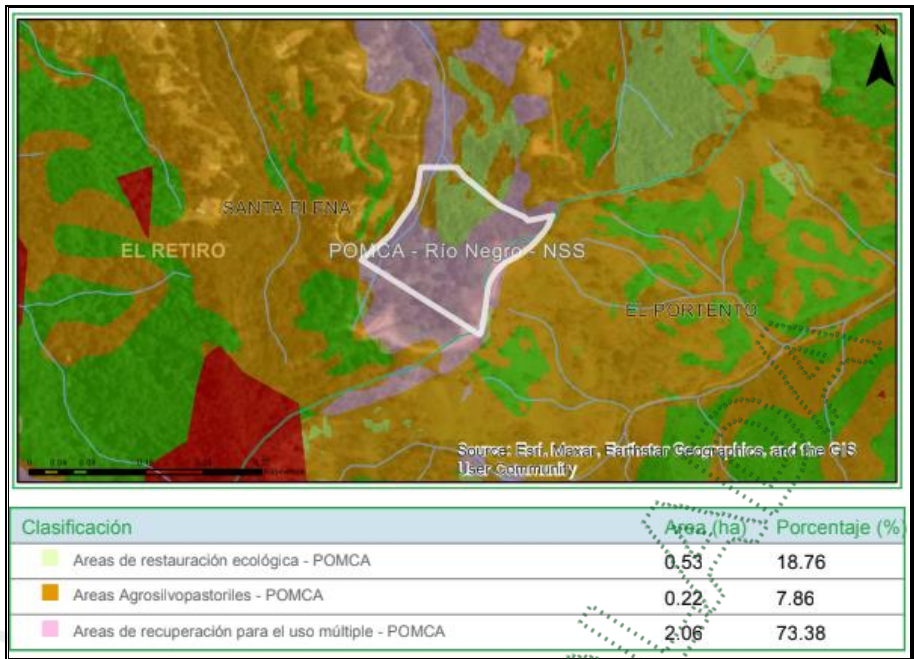 N
SANTA ELENA
EL RETIRO
POMCA - Río Negro - NSS
EL PORTENTO
Source: Esri, Maxar, Earthstar Geographics, and the GIS
User Community
Clasificación Area (ha) Porcentaje (%)
Areas de restauración ecológica - POMCA 0.53 18.76
Areas Agrosilvopastoriles - POMCA 0.22 7.86
Areas de recuperación para el uso múltiple - POMCA 2.06 73.38